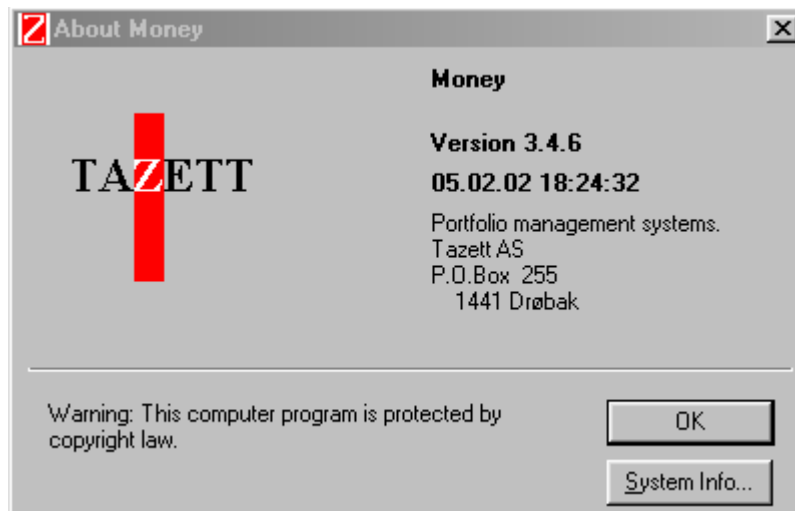 About Money
Money
TAZETT
Version 3.4.6
05.02.02 18:24:32
Portfolio management systems.
Tazett AS
P.O.Box  255
1441 Drøbak
Warning: This computer program is protected by
copyright law.
OK
System Info...